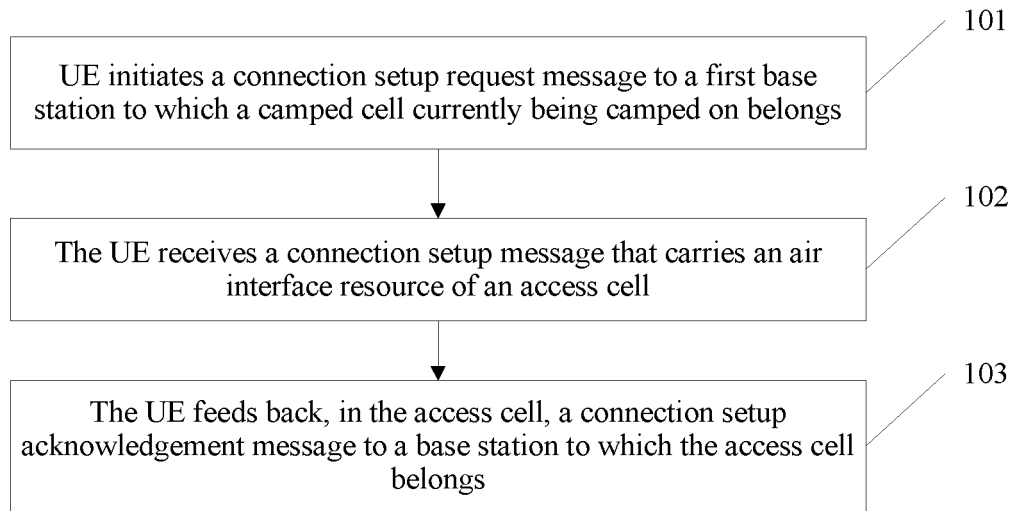 101
UE initiates a connection setup request message to a first base
station to which a camped cell currently being camped on belongs
102
The UE receives a connection setup message that carries an air
interface resource of an access cell
103
The UE feeds back, in the access cell, a connection setup
acknowledgement message to a base station to which the access cell
belongs